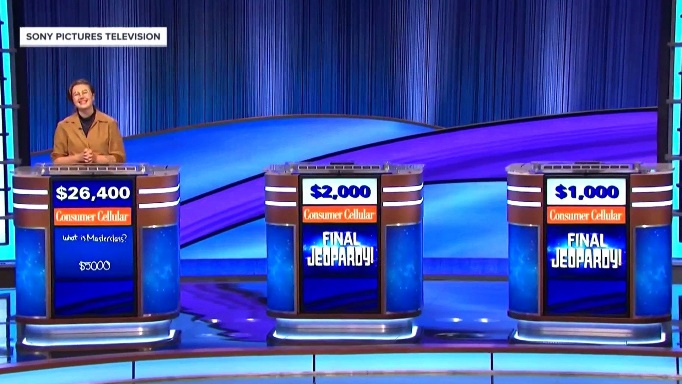 SONY PICTURES TELEVISION
$26,400
Consumer Cellular
What is Masterclass?
$5000
$2,000
Consumer Cellular
FINAL
JEOPARDY!
$1,000
Consumer Cellular
FINAL
JEOPARDY!